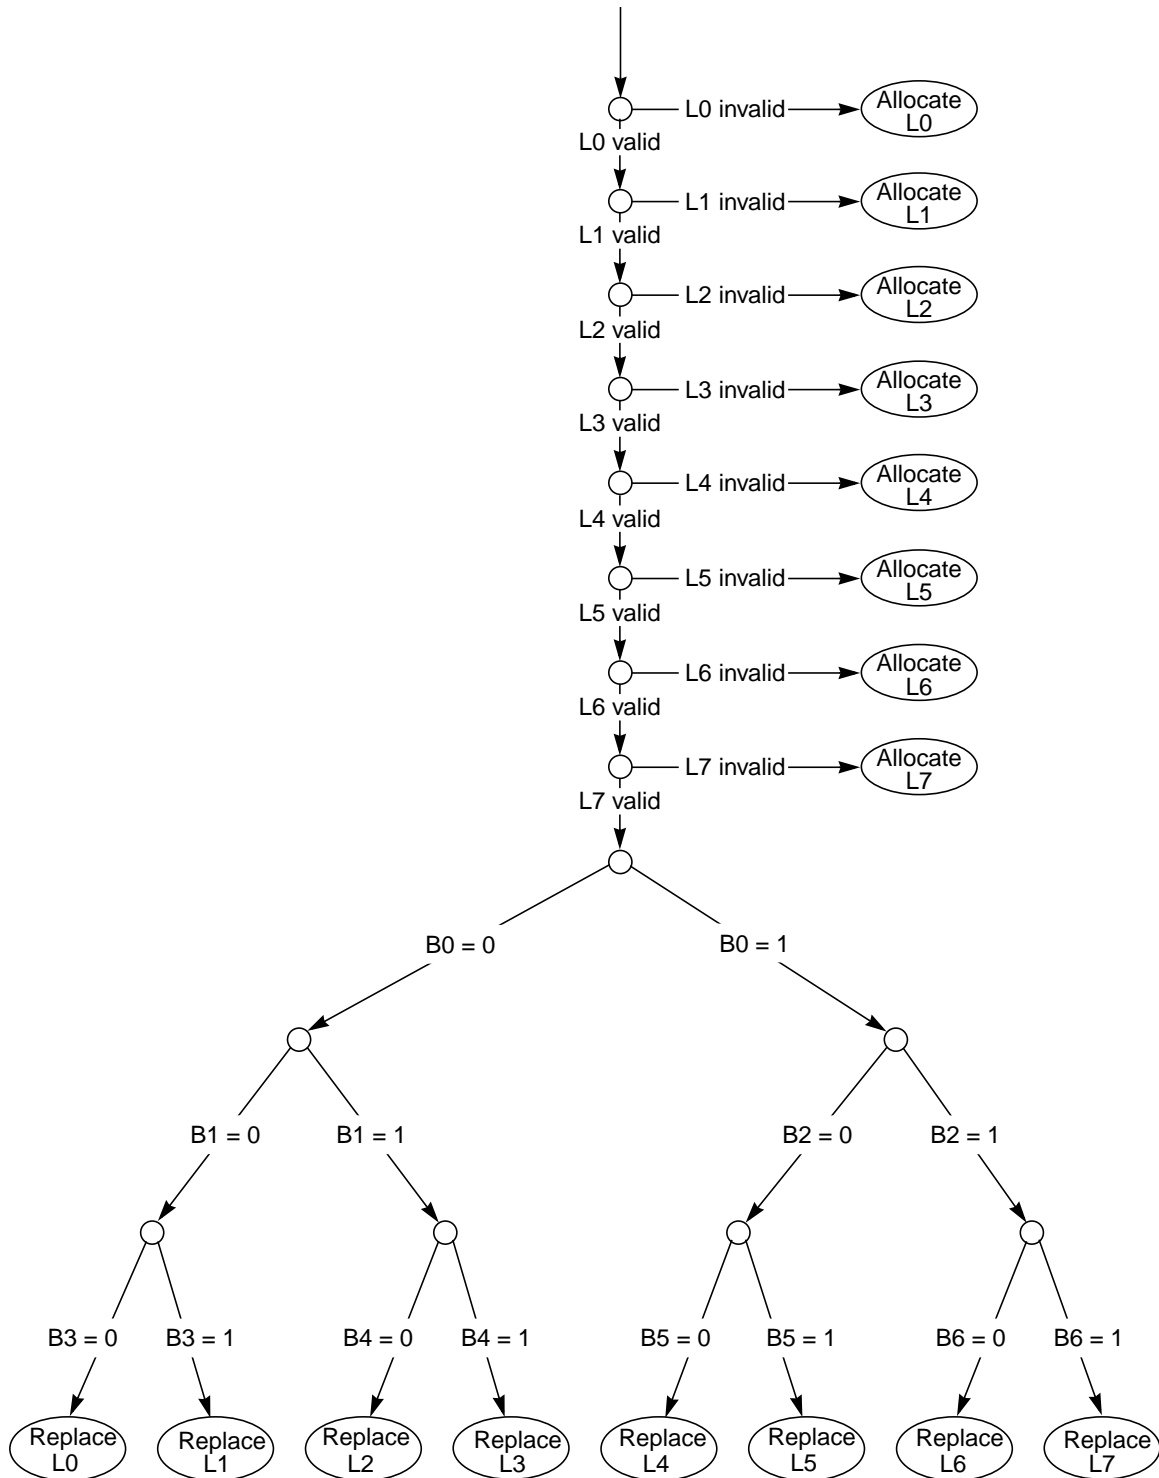 L0 invalid
Allocate
L0
L0 valid
L1 invalid
Allocate
L1
L1 valid
L2 invalid
Allocate
L2
L2 valid
L3 invalid
Allocate
L3
L3 valid
L4 invalid
Allocate
L4
L4 valid
L5 invalid
Allocate
L5
L5 valid
L6 invalid
Allocate
L6
L6 valid
L7 invalid
Allocate
L7
L7 valid
B0 = 0
B0 = 1
B1 = 0
B1 = 1
B2 = 0
B2 = 1
B3 = 0
B3 = 1
B4 = 0
B4 = 1
B5 = 0
B5 = 1
B6 = 0
B6 = 1
Replace
L0
Replace
L1
Replace
L2
Replace
L3
Replace
L4
Replace
L5
Replace
L6
Replace
L7